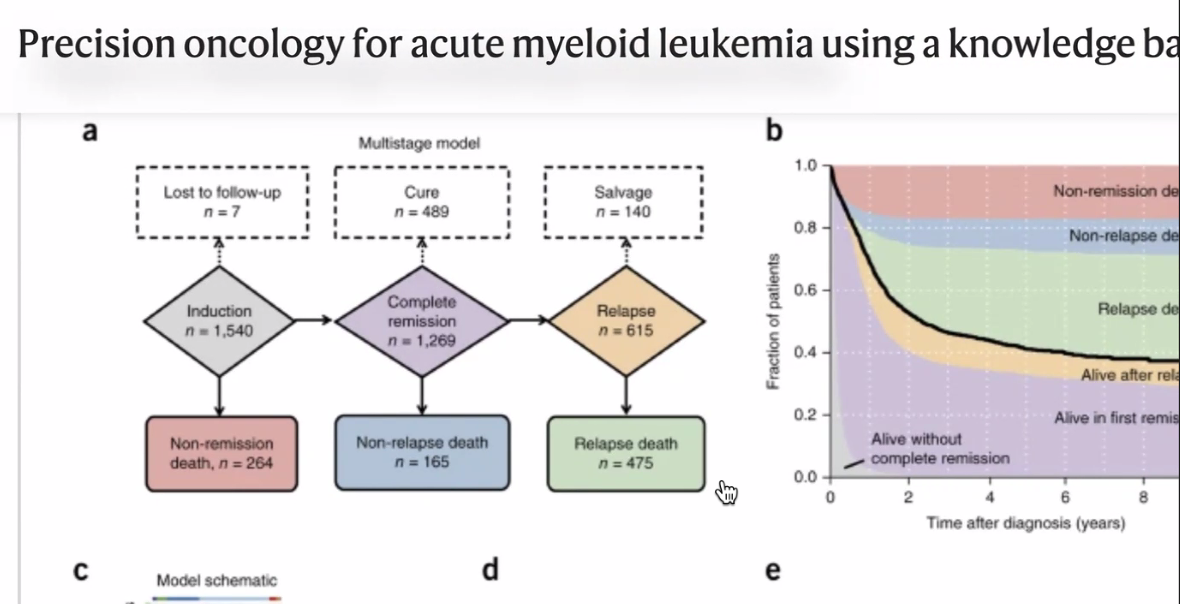 Precision oncology for acute myeloid leukemia using a knowledge ba
a
Multistage model
Lost to follow-up
n = 7
Cure
n = 489
Salvage
n = 140
Induction
n = 1,540
Complete
remission
n = 1,269
Relapse
n = 615
Non-remission
death, n = 264
Non-relapse death
n = 165
Relapse death
n = 475
b
Fraction of patients
1.0
0.8
0.6
0.4
0.2
0.0
Non-remission de
Non-relapse de
Relapse de
Alive after rela
Alive in first remis
Alive without
complete remission
0 2 4 6 8
Time after diagnosis (years)
c
Model schematic
d
e